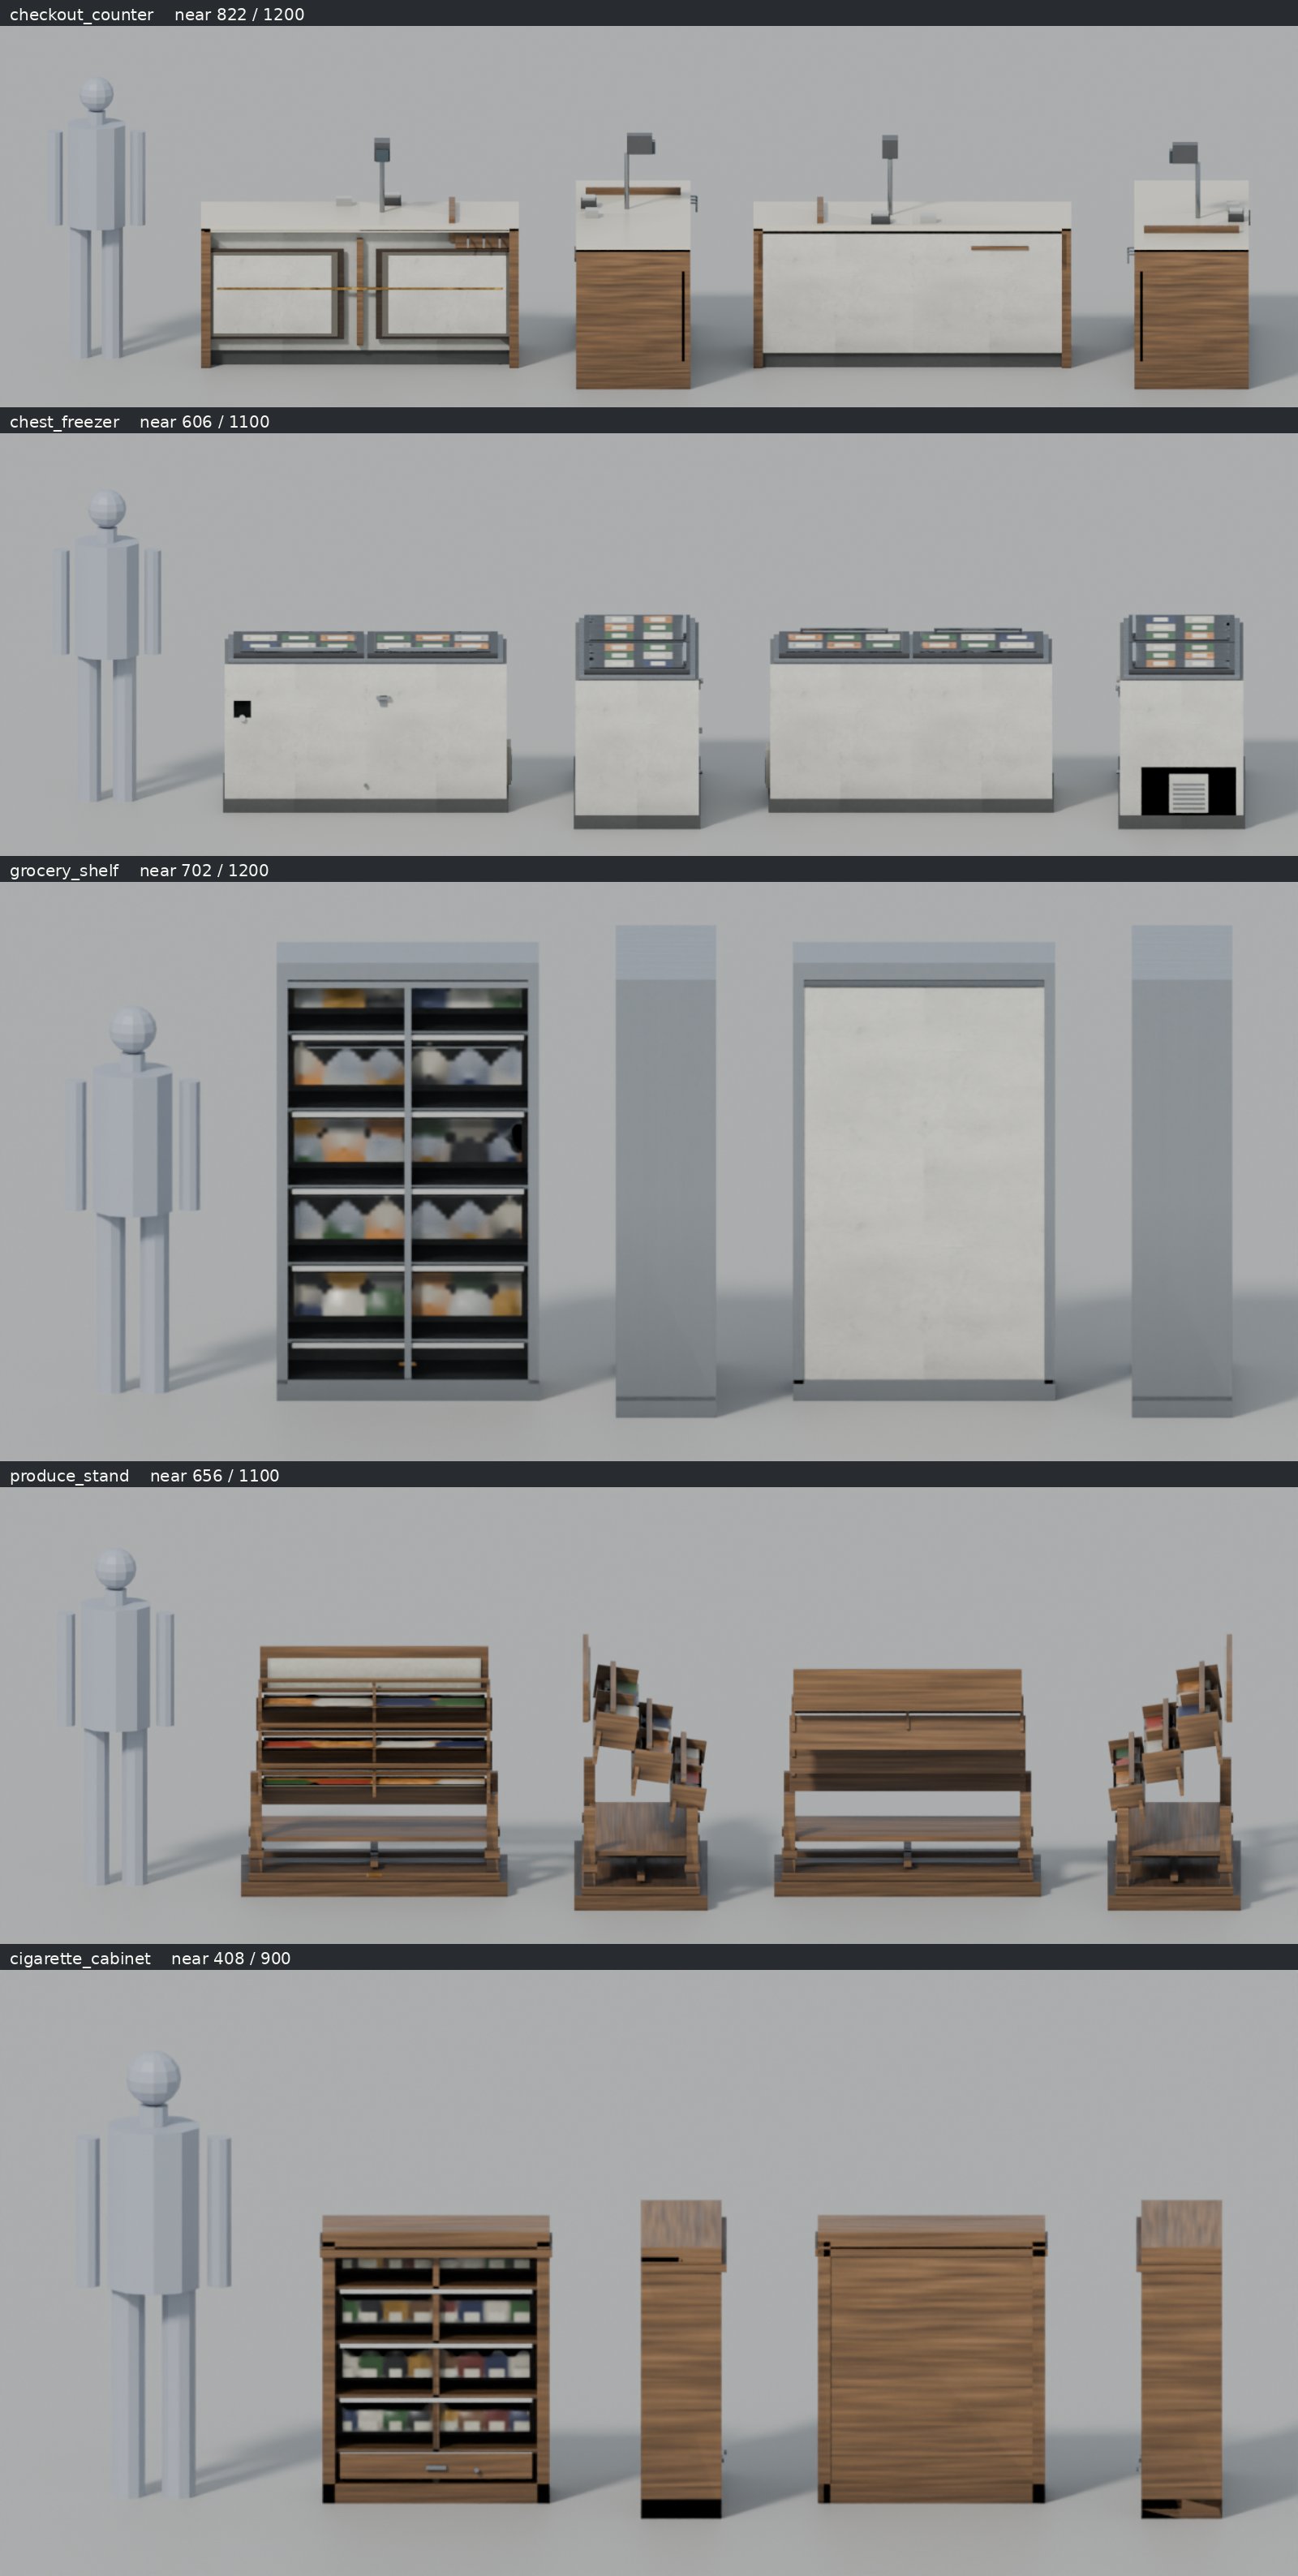 checkout_counter near 822 / 1200
chest_freezer near 606 / 1100
grocery_shelf near 702 / 1200
produce_stand near 656 / 1100
cigarette_cabinet near 408 / 900